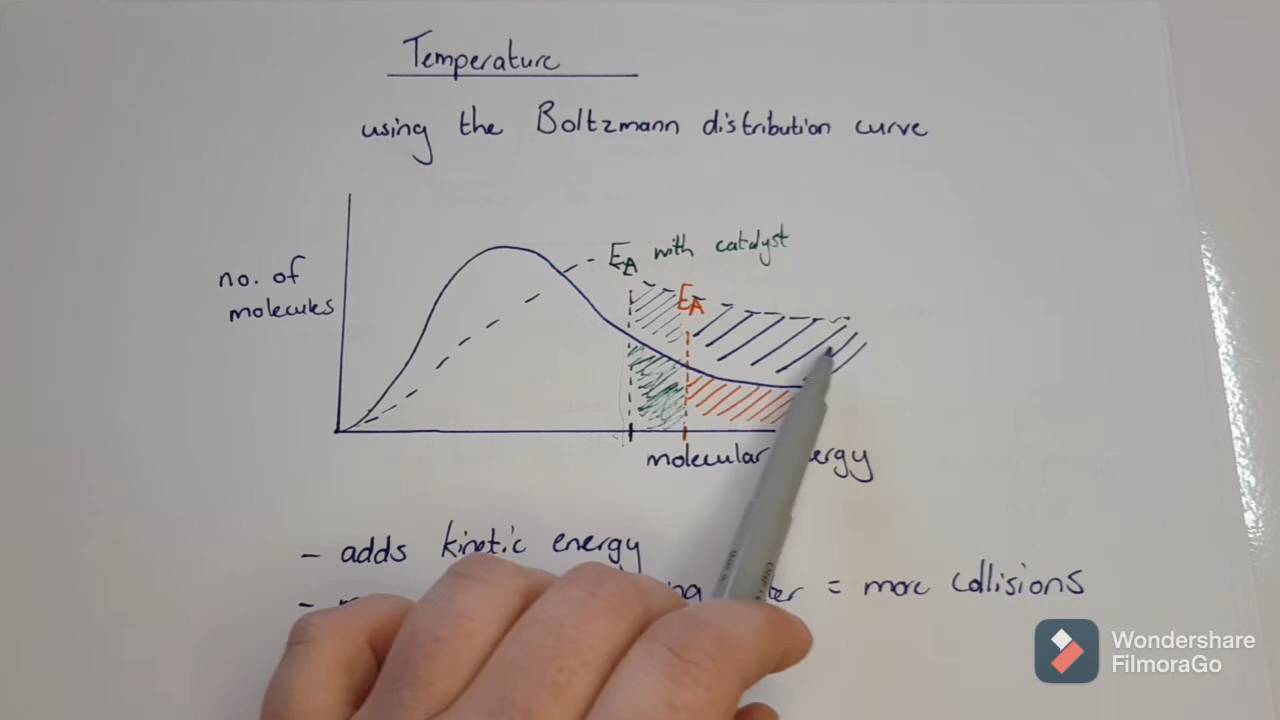 Temperature
using the Boltzmann distribution curve
EA with catalyst
no. of
molecules
EA
molecular
- adds kinetic energy
-
= more collisions
Wondershare
FilmoraGo